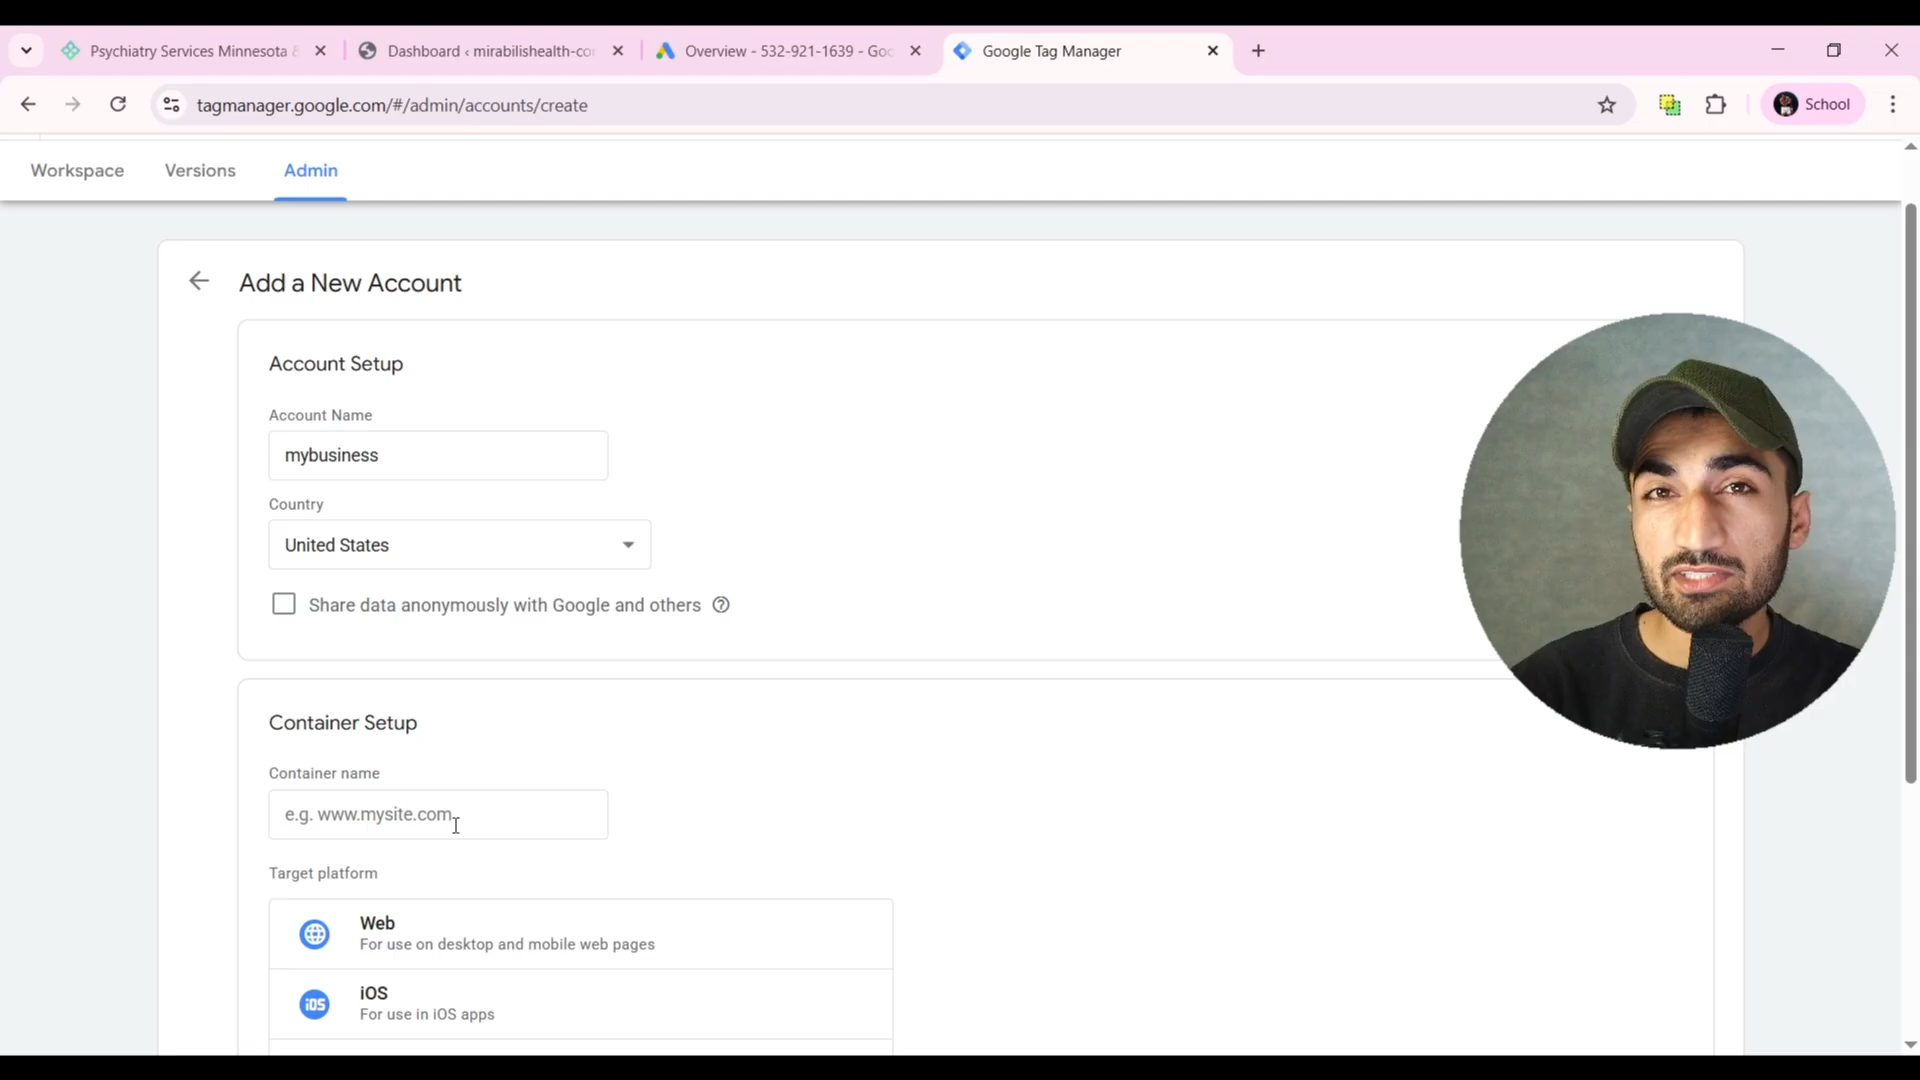 Psychiatry Services Minnesota &
Dashboard ‹ mirabilishealth-co
Overview - 532-921-1639 - Goo
Google Tag Manager
tagmanager.google.com/#/admin/accounts/create
School
Workspace
Versions
Admin
Add a New Account
Account Setup
Account Name
mybusiness
Country
United States
Share data anonymously with Google and others
Container Setup
Container name
e.g. www.mysite.com
Target platform
Web
For use on desktop and mobile web pages
iOS
iOS
For use in iOS apps